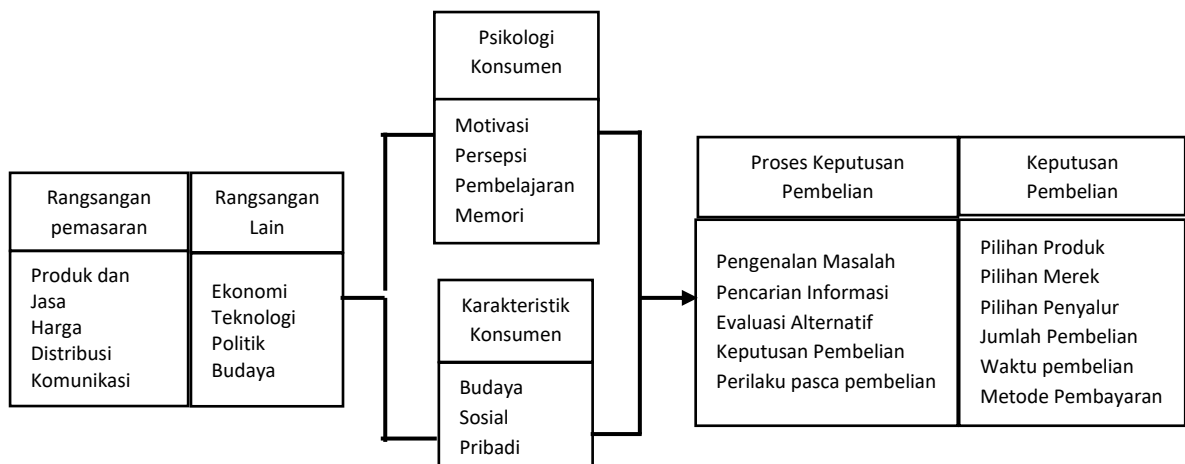 Rangsangan
pemasaran
Produk dan
Jasa
Harga
Distribusi
Komunikasi
Rangsangan
Lain
Ekonomi
Teknologi
Politik
Budaya
Psikologi
Konsumen
Motivasi
Persepsi
Pembelajaran
Memori
Karakteristik
Konsumen
Budaya
Sosial
Pribadi
Proses Keputusan
Pembelian
Pengenalan Masalah
Pencarian Informasi
Evaluasi Alternatif
Keputusan Pembelian
Perilaku pasca pembelian
Keputusan
Pembelian
Pilihan Produk
Pilihan Merek
Pilihan Penyalur
Jumlah Pembelian
Waktu pembelian
Metode Pembayaran